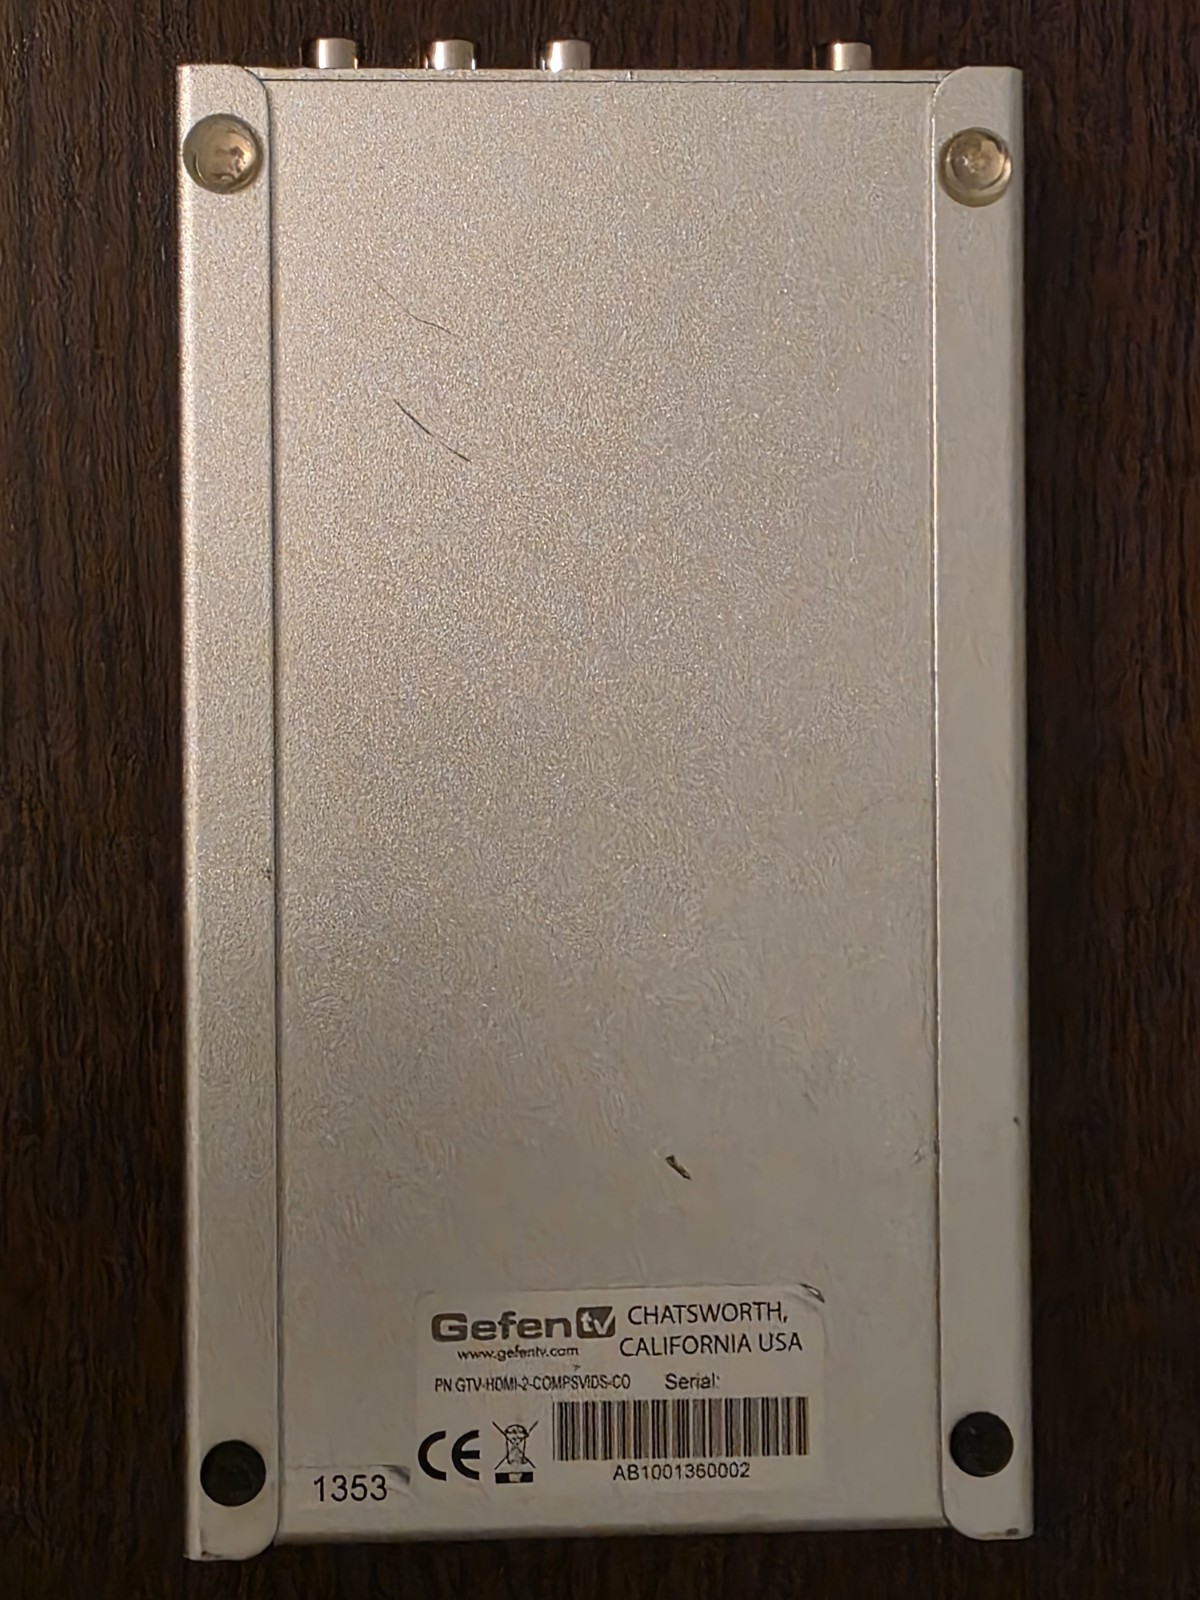 Gefen tv CHATSWORTH,
www.gefentv.com CALIFORNIA USA
PN GTV-HDMI-2-COMPSVIDS-CO Serial:
CE
AB1001360002
1353